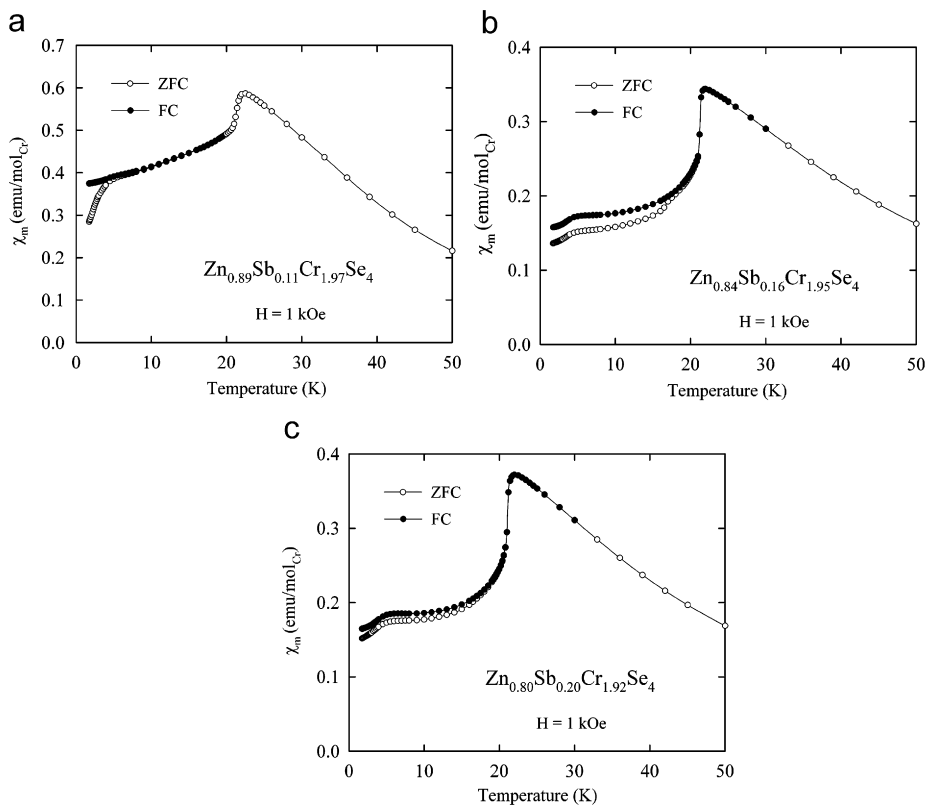 a
0.7
0.6
0.5
0.4
0.3
0.2
0.1
0.0
χm (emu/molCr)
ZFC
FC
Zn0.89Sb0.11Cr1.97Se4
H = 1 kOe
0 10 20 30 40 50
Temperature (K)
b
0.4
0.3
0.2
0.1
0.0
χm (emu/molCr)
ZFC
FC
Zn0.84Sb0.16Cr1.95Se4
H = 1 kOe
0 10 20 30 40 50
Temperature (K)
c
0.4
0.3
0.2
0.1
0.0
χm (emu/molCr)
ZFC
FC
Zn0.80Sb0.20Cr1.92Se4
H = 1 kOe
0 10 20 30 40 50
Temperature (K)